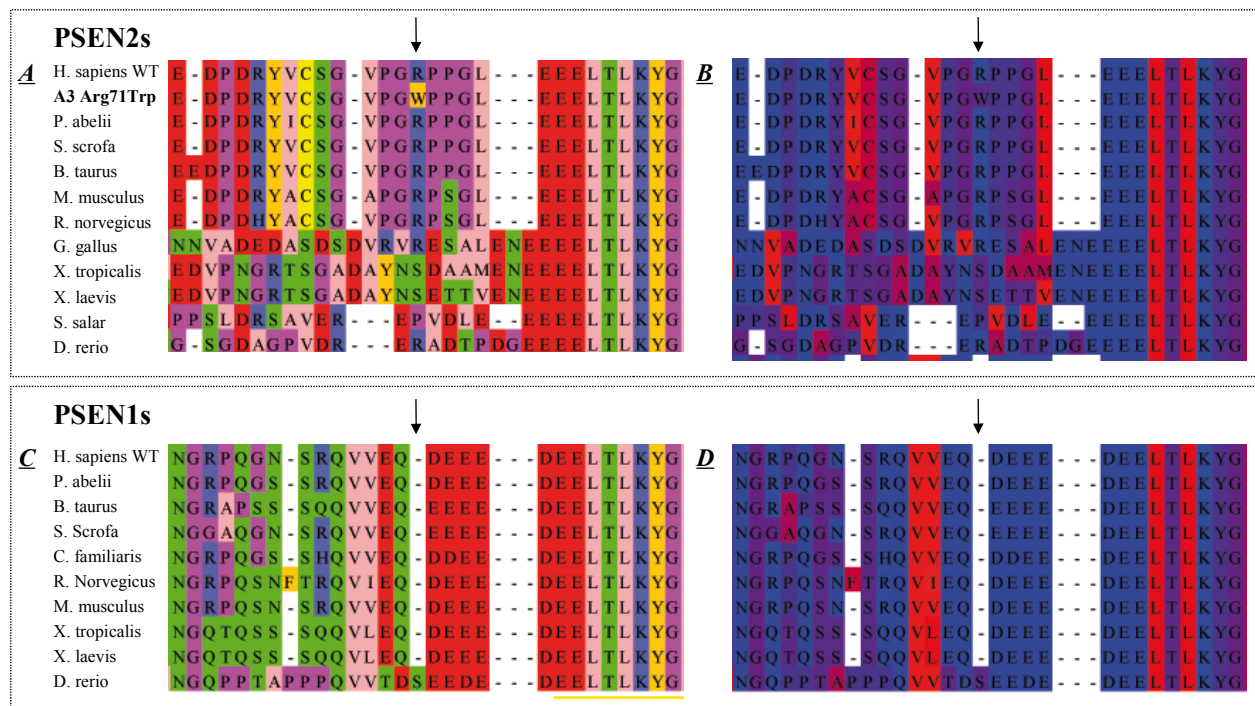 PSEN2s
A B
H. sapiens WT E-DPDRYVCSG-VPGRPPGL---EEELTLKYG E-DPDRYVCSG-VPGRPPGL---EEELTLKYG
A3 Arg71Trp E-DPDRYVCSG-VPGWPPGL---EEELTLKYG E-DPDRYVCSG-VPGWPPGL---EEELTLKYG
P. abelii E-DPDRYICSG-VPGRPPGL---EEELTLKYG E-DPDRYICSG-VPGRPPGL---EEELTLKYG
S. scrofa E-DPDRYVCSG-VPGRPPGL---EEELTLKYG E-DPDRYVCSG-VPGRPPGL---EEELTLKYG
B. taurus EEDPDRYVCSG-VPGRPPGL---EEELTLKYG EEDPDRYVCSG-VPGRPPGL---EEELTLKYG
M. musculus E-DPDRYACSG-APGRPSGL---EEELTLKYG E-DPDRYACSG-APGRPSGL---EEELTLKYG
R. norvegicus E-DPDHYACSG-VPGRPSGL---EEELTLKYG E-DPDHYACSG-VPGRPSGL---EEELTLKYG
G. gallus NNVADEDASDSDVRVRESALENEEEELTLKYG NNVADEDASDSDVRVRESALENEEEELTLKYG
X. tropicalis EDVPNGRTSGADAYNSDAAMENEEEELTLKYG EDVPNGRTSGADAYNSDAAMENEEEELTLKYG
X. laevis EDVPNGRTSGADAYNSETTVENEEEELTLKYG EDVPNGRTSGADAYNSETTVENEEEELTLKYG
S. salar PPSLDRSAVER---EPVDLE--EEEELTLKYG PPSLDRSAVER---EPVDLE--EEEELTLKYG
D. rerio G-SGDAGPVDR---ERADTPDGEEEELTLKYG G-SGDAGPVDR---ERADTPDGEEEELTLKYG
PSEN1s
C D
H. sapiens WT NGRPQGN-SRQVVEQ-DEEE---DEELTLKYG NGRPQGN-SRQVVEQ-DEEE---DEELTLKYG
P. abelii NGRPQGS-SRQVVEQ-DEEE---DEELTLKYG NGRPQGS-SRQVVEQ-DEEE---DEELTLKYG
B. taurus NGRAPSS-SQQVVEQ-EEEE---DEELTLKYG NGRAPSS-SQQVVEQ-EEEE---DEELTLKYG
S. Scrofa NGGAQGN-SRQVVEQ-EEEE---DEELTLKYG NGGAQGN-SRQVVEQ-EEEE---DEELTLKYG
C. familiaris NGRPQGS-SHQVVEQ-DDEE---DEELTLKYG NGRPQGS-SHQVVEQ-DDEE---DEELTLKYG
R. Norvegicus NGRPQSNFTRQVIEQ-EEEE---DEELTLKYG NGRPQSNFTRQVIEQ-EEEE---DEELTLKYG
M. musculus NGRPQSN-SRQVVEQ-DEEE---DEELTLKYG NGRPQSN-SRQVVEQ-DEEE---DEELTLKYG
X. tropicalis NGQTQSS-SQQVLEQ-DEEE---DEELTLKYG NGQTQSS-SQQVLEQ-DEEE---DEELTLKYG
X. laevis NGQTQSS-SQQVLEQ-DEEE---DEELTLKYG NGQTQSS-SQQVLEQ-DEEE---DEELTLKYG
D. rerio NGQPPTAPPPQVVTDSEEDE---DEELTLKYG NGQPPTAPPPQVVTDSEEDE---DEELTLKYG